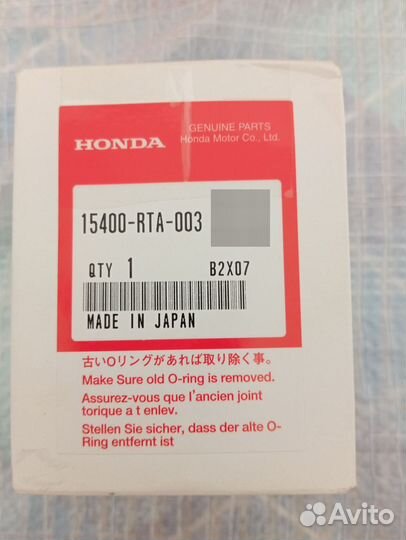 GENUINE PARTS
HONDA Honda Motor Co., Ltd.
15400-RTA-003
QTY 1 B2X07
MADE IN JAPAN
古いOリングがあれば取り除く事。
Make Sure old O-ring is removed.
Assurez-vous que l'ancien joint
torique a t enlev.
Stellen Sie sicher, dass der alte O-
Ring entfernt ist
Avito